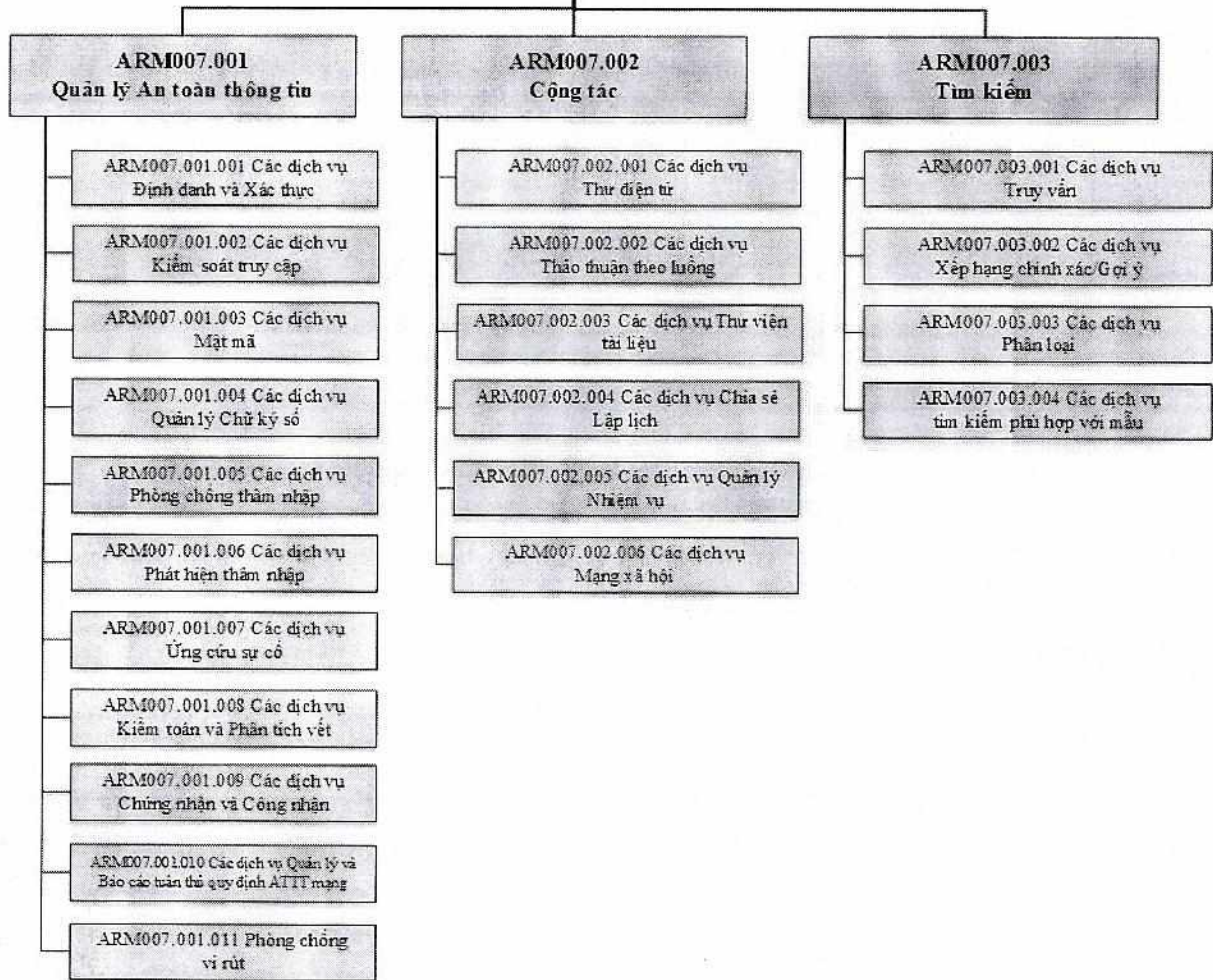 ARM007.001
Quản lý An toàn thông tin
ARM007.001.001 Các dịch vụ
Định danh và Xác thực
ARM007.001.002 Các dịch vụ
Kiểm soát truy cập
ARM007.001.003 Các dịch vụ
Mật mã
ARM007.001.004 Các dịch vụ
Quản lý Chữ ký số
ARM007.001.005 Các dịch vụ
Phòng chống thâm nhập
ARM007.001.006 Các dịch vụ
Phát hiện thâm nhập
ARM007.001.007 Các dịch vụ
Ứng cứu sự cố
ARM007.001.008 Các dịch vụ
Kiểm toán và Phân tích vết
ARM007.001.009 Các dịch vụ
Chứng nhận và Công nhận
ARM007.001.010 Các dịch vụ Quản lý và
Báo cáo tuân thủ quy định ATTT mạng
ARM007.001.011 Phòng chống
vi rút
ARM007.002
Cộng tác
ARM007.002.001 Các dịch vụ
Thư điện tử
ARM007.002.002 Các dịch vụ
Thảo thuận theo luồng
ARM007.002.003 Các dịch vụ Thư viện
tài liệu
ARM007.002.004 Các dịch vụ Chia sẻ
Lập lịch
ARM007.002.005 Các dịch vụ Quản lý
Nhiệm vụ
ARM007.002.006 Các dịch vụ
Mạng xã hội
ARM007.003
Tìm kiếm
ARM007.003.001 Các dịch vụ
Truy vấn
ARM007.003.002 Các dịch vụ
Xếp hạng chính xác/Gợi ý
ARM007.003.003 Các dịch vụ
Phân loại
ARM007.003.004 Các dịch vụ
tìm kiếm phù hợp với mẫu